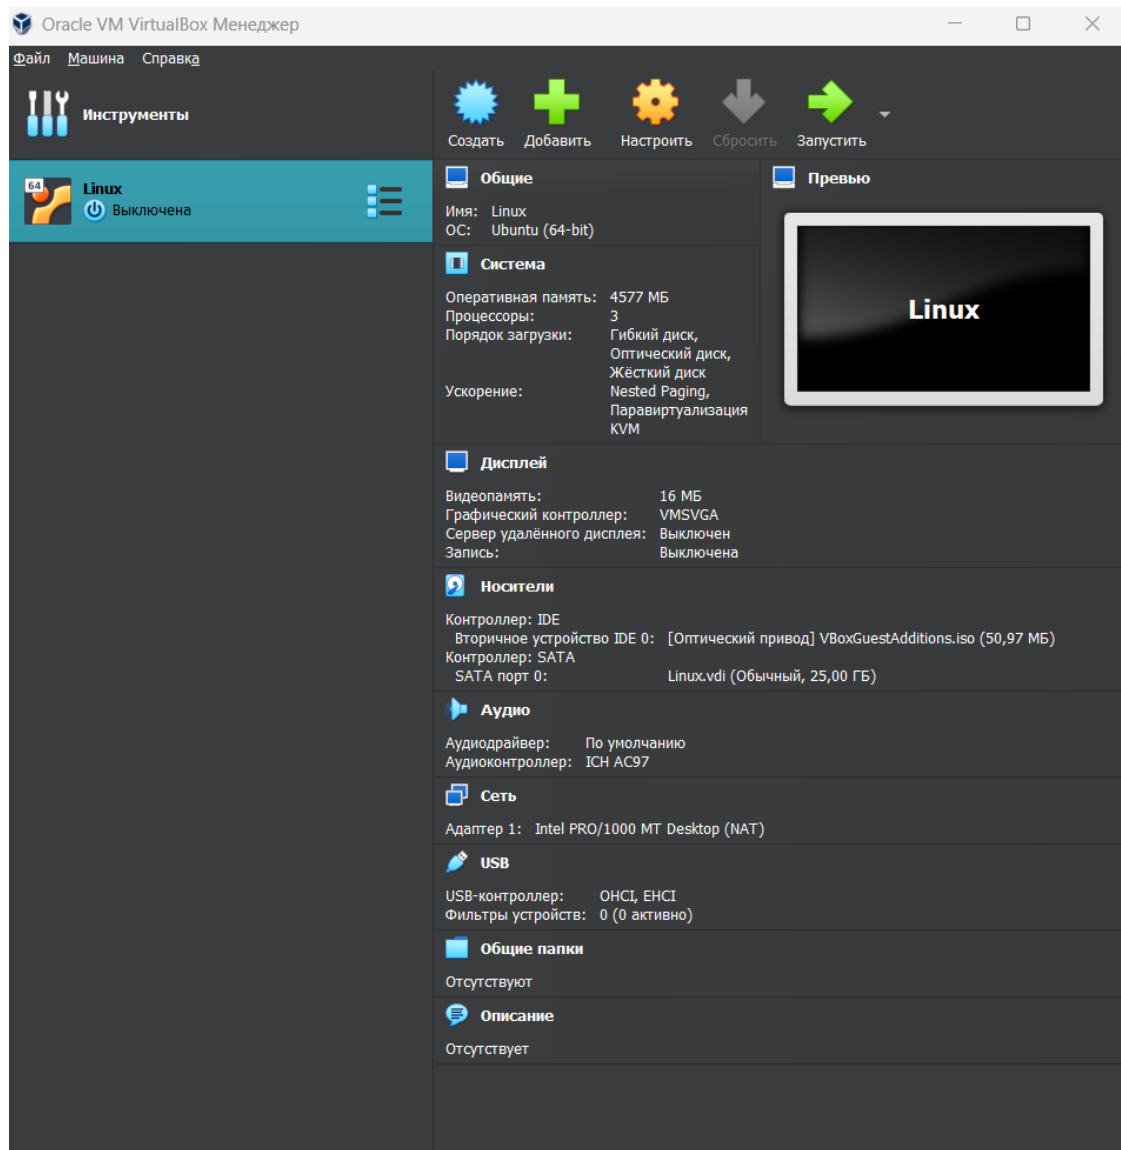 Oracle VM VirtualBox Менеджер
Файл Машина Справка
Инструменты
Создать Добавить Настроить Сбросить Запустить
64
Linux
Выключена
Общие
Имя: Linux
ОС: Ubuntu (64-bit)
Превью
Linux
Система
Оперативная память: 4577 МБ
Процессоры: 3
Порядок загрузки: Гибкий диск,
Оптический диск,
Жёсткий диск
Ускорение: Nested Paging,
Паравиртуализация
KVM
Дисплей
Видеопамять: 16 МБ
Графический контроллер: VMSVGA
Сервер удалённого дисплея: Выключен
Запись: Выключена
Носители
Контроллер: IDE
Вторичное устройство IDE 0: [Оптический привод] VBoxGuestAdditions.iso (50,97 МБ)
Контроллер: SATA
SATA порт 0: Linux.vdi (Обычный, 25,00 ГБ)
Аудио
Аудиодрайвер: По умолчанию
Аудиоконтроллер: ICH AC97
Сеть
Адаптер 1: Intel PRO/1000 MT Desktop (NAT)
USB
USB-контроллер: OHCI, EHCI
Фильтры устройств: 0 (0 активно)
Общие папки
Отсутствуют
Описание
Отсутствует